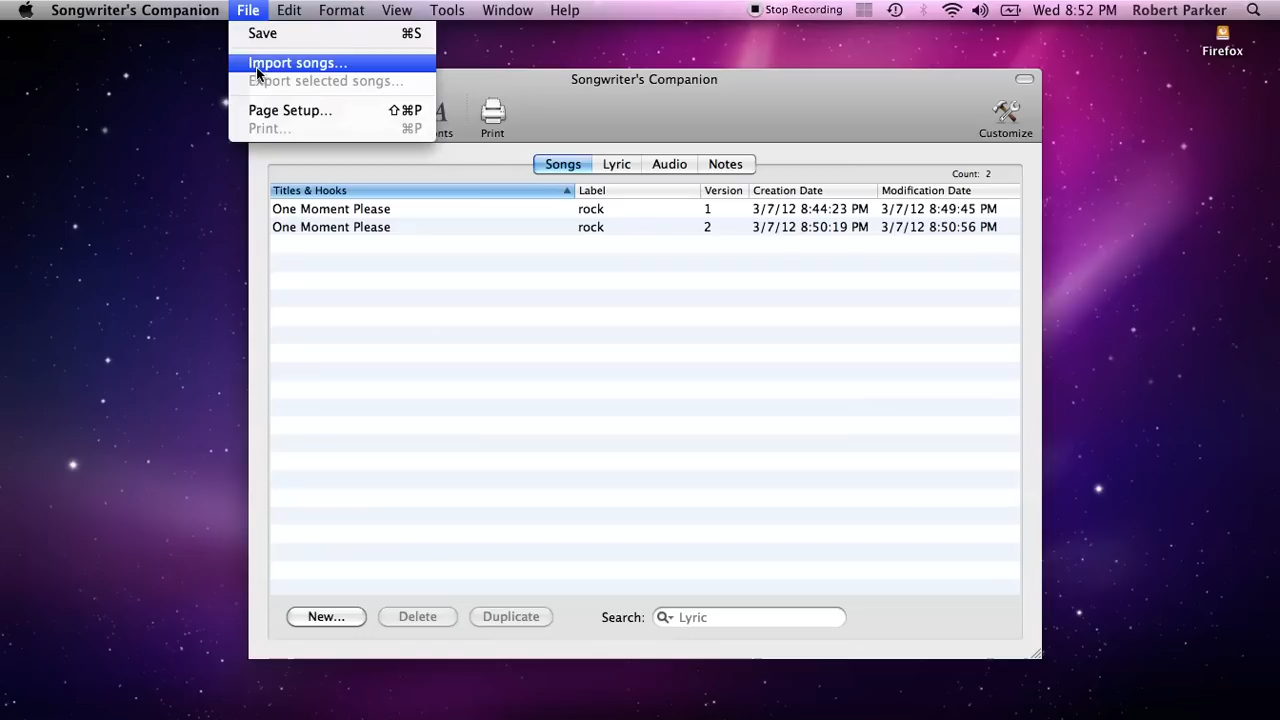 Songwriter's Companion File Edit Format View Tools Window Help Stop Recording Wed 8:52 PM Robert Parker
Save ⌘S
Import songs...
Export selected songs...
Page Setup... ⇧⌘P
Print... ⌘P
Firefox
Songwriter's Companion
Print
Customize
Songs Lyric Audio Notes
Count: 2
Titles & Hooks Label Version Creation Date Modification Date
One Moment Please rock 1 3/7/12 8:44:23 PM 3/7/12 8:49:45 PM
One Moment Please rock 2 3/7/12 8:50:19 PM 3/7/12 8:50:56 PM
New... Delete Duplicate Search: Lyric